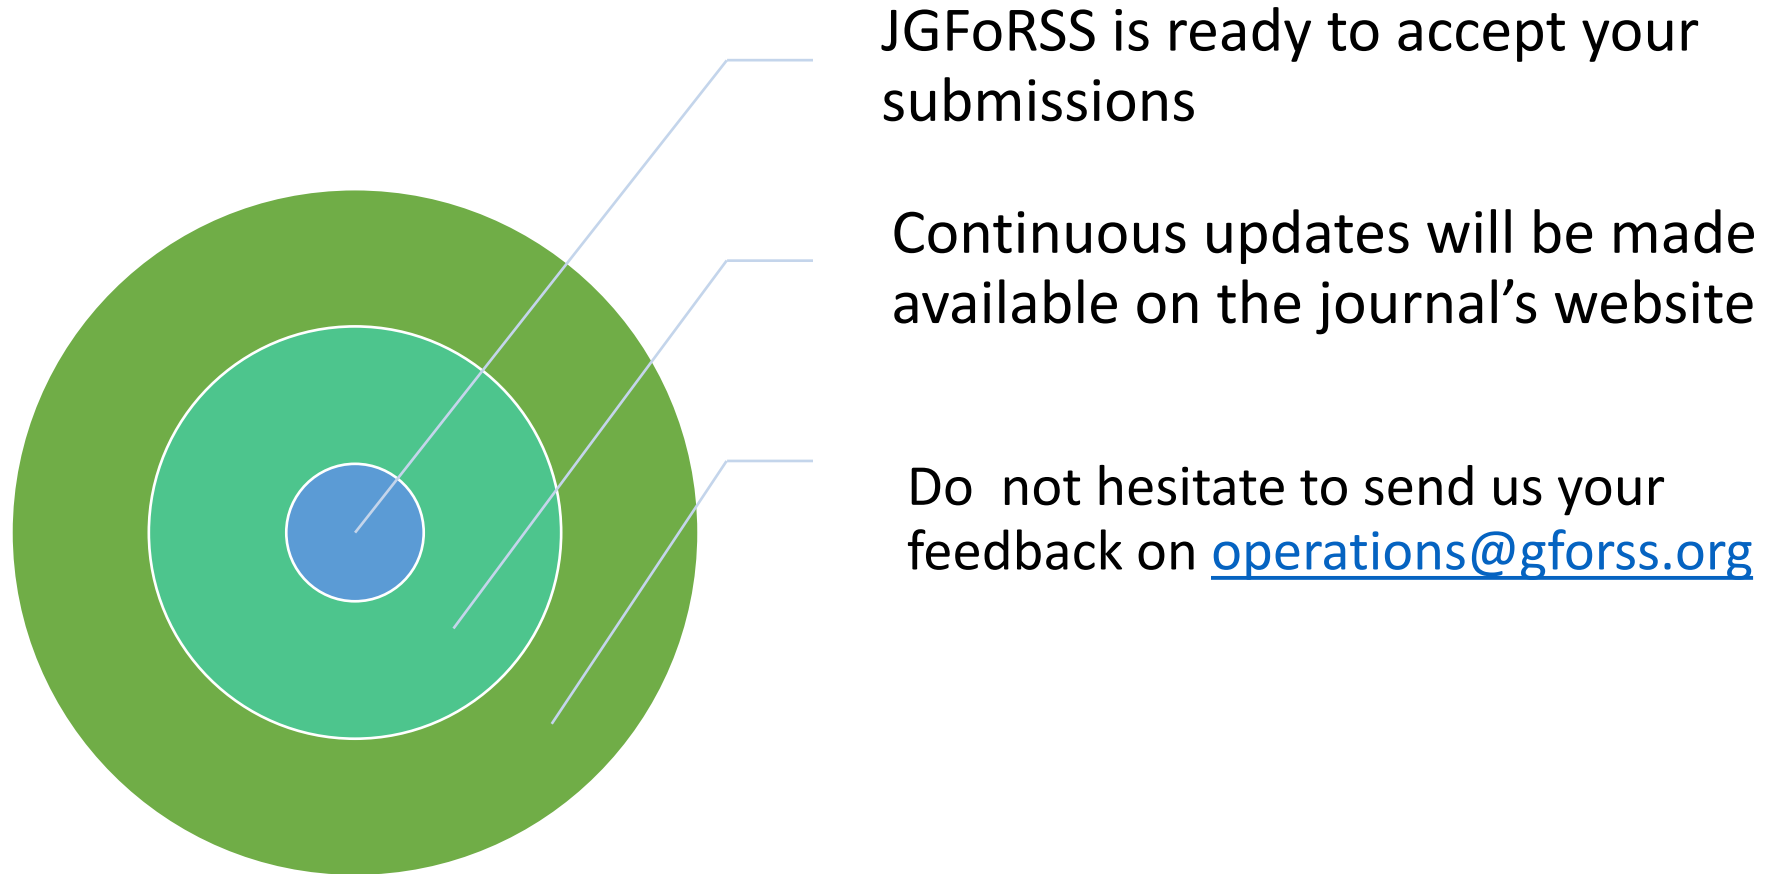 JGFoRSS is ready to accept your
submissions
Continuous updates will be made
available on the journal’s website
Do  not hesitate to send us your
feedback on operations@gforss.org